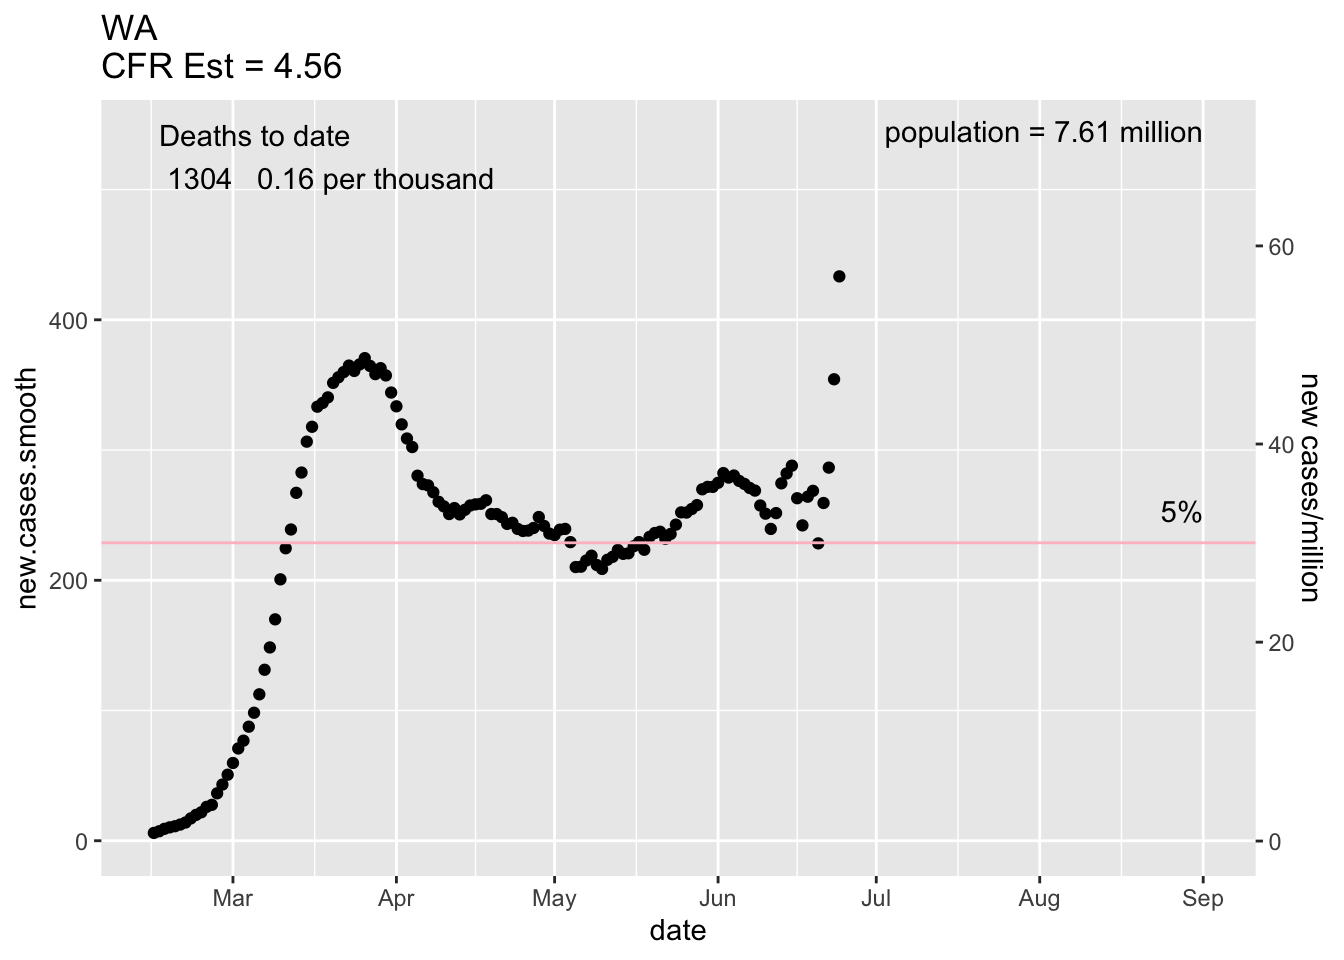 WA
CFR Est = 4.56
Deaths to date
1304 0.16 per thousand
population = 7.61 million
new.cases.smooth
400
200
0
60
40
20
0
new cases/million
5%
Mar Apr May Jun Jul Aug Sep
date